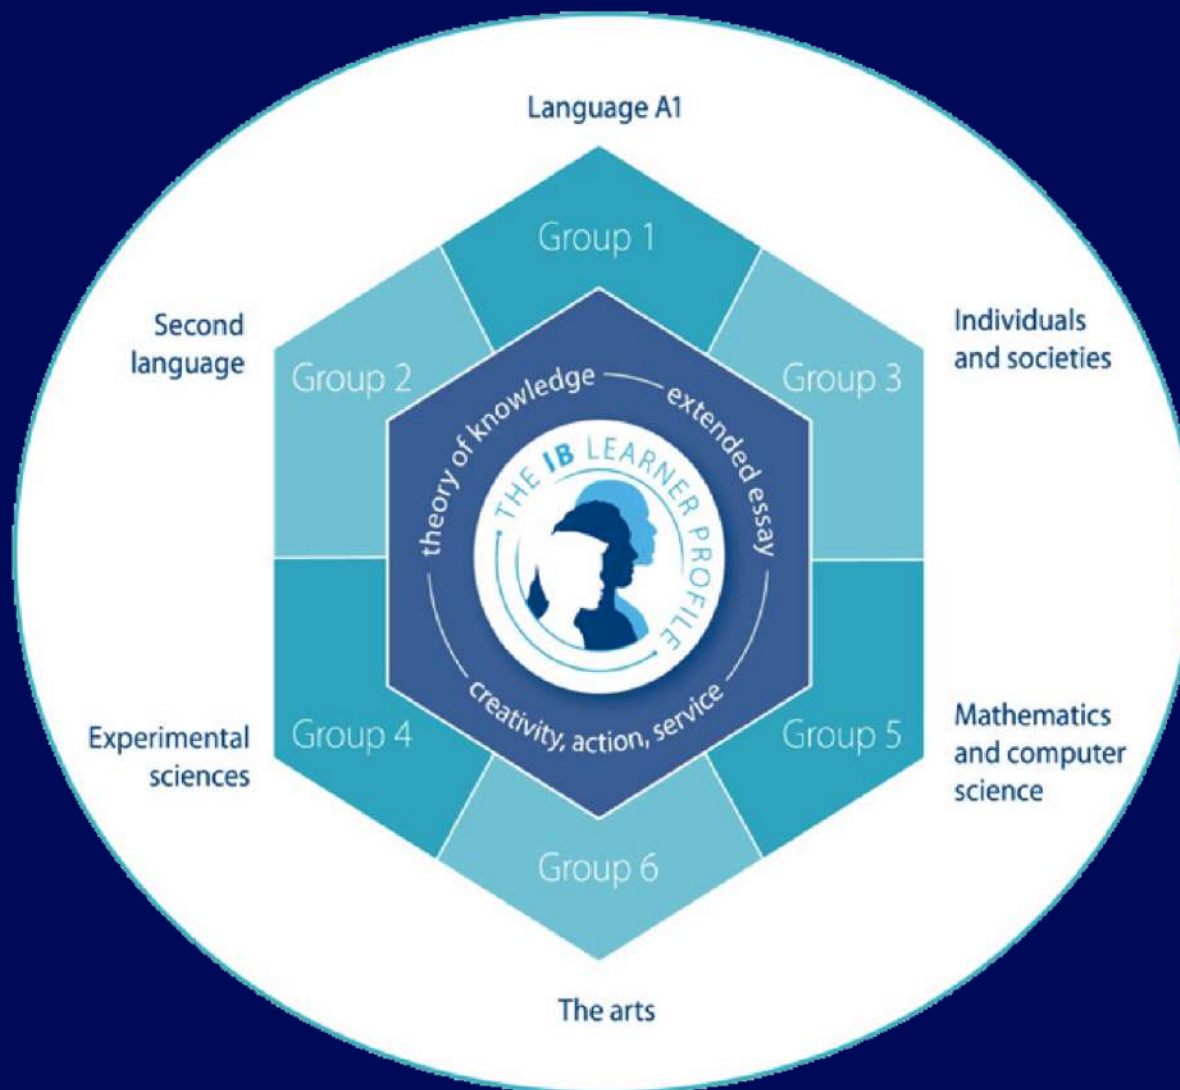 Language A1
Group 1
Second
language
Group 2
Individuals
and societies
Group 3
theory of knowledge
extended essay
THE IB LEARNER PROFILE
creativity, action, service
Experimental
sciences
Group 4
Mathematics
and computer
science
Group 5
Group 6
The arts